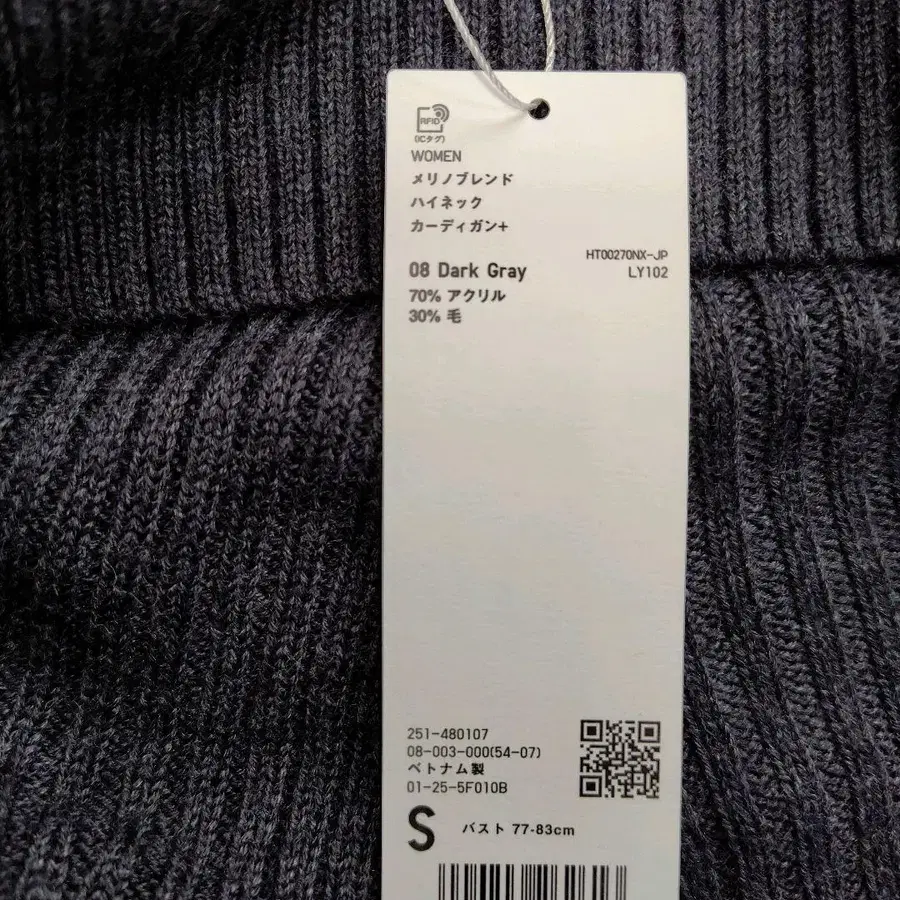 RFID
(ICタグ)
WOMEN
メリノブレンド
ハイネック
カーディガン+
HT00270NX-JP
08 Dark Gray
LY102
70% アクリル
30% 毛
251-480107
08-003-000(54-07)
ベトナム製
01-25-5F010B
S バスト 77-83cm